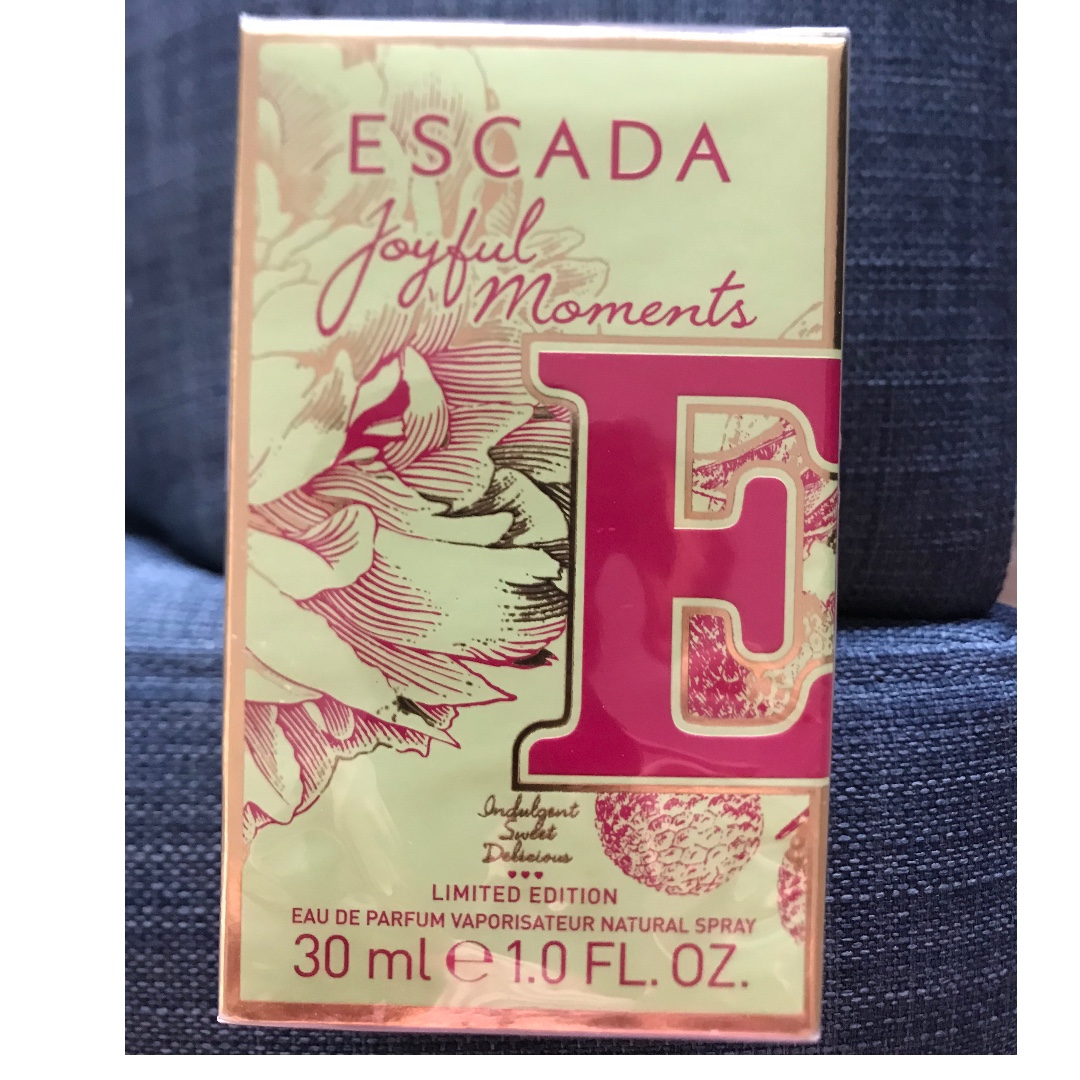 ESCADA
Joyful
Moments
E
Indulgent
Sweet
Delicious
LIMITED EDITION
EAU DE PARFUM VAPORISATEUR NATURAL SPRAY
30 ml e 1.0 FL. OZ.